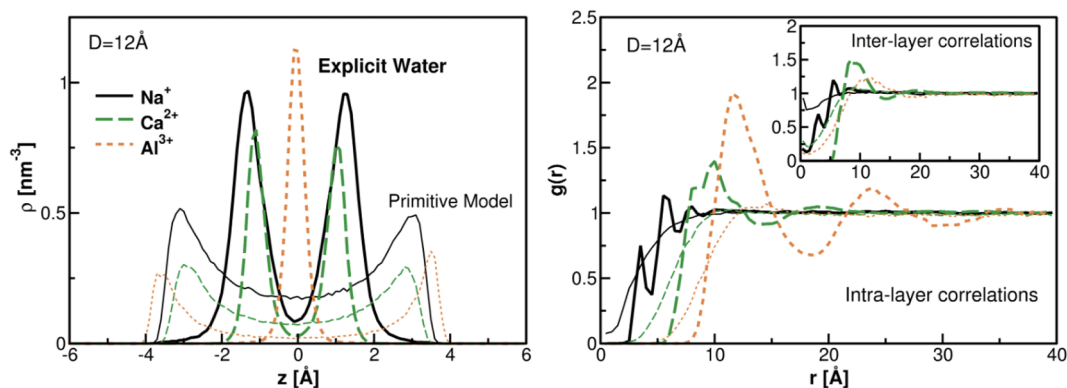 D=12Å
Explicit Water
Na+
Ca2+
Al3+
Primitive Model
ρ [nm-3]
1
0.5
0
-6
-4
-2
0
2
4
6
z [Å]
D=12Å
Inter-layer correlations
2
1.5
1
0.5
0
0
10
20
30
40
Intra-layer correlations
g(r)
2.5
2
1.5
1
0.5
0
0
10
20
30
40
r [Å]